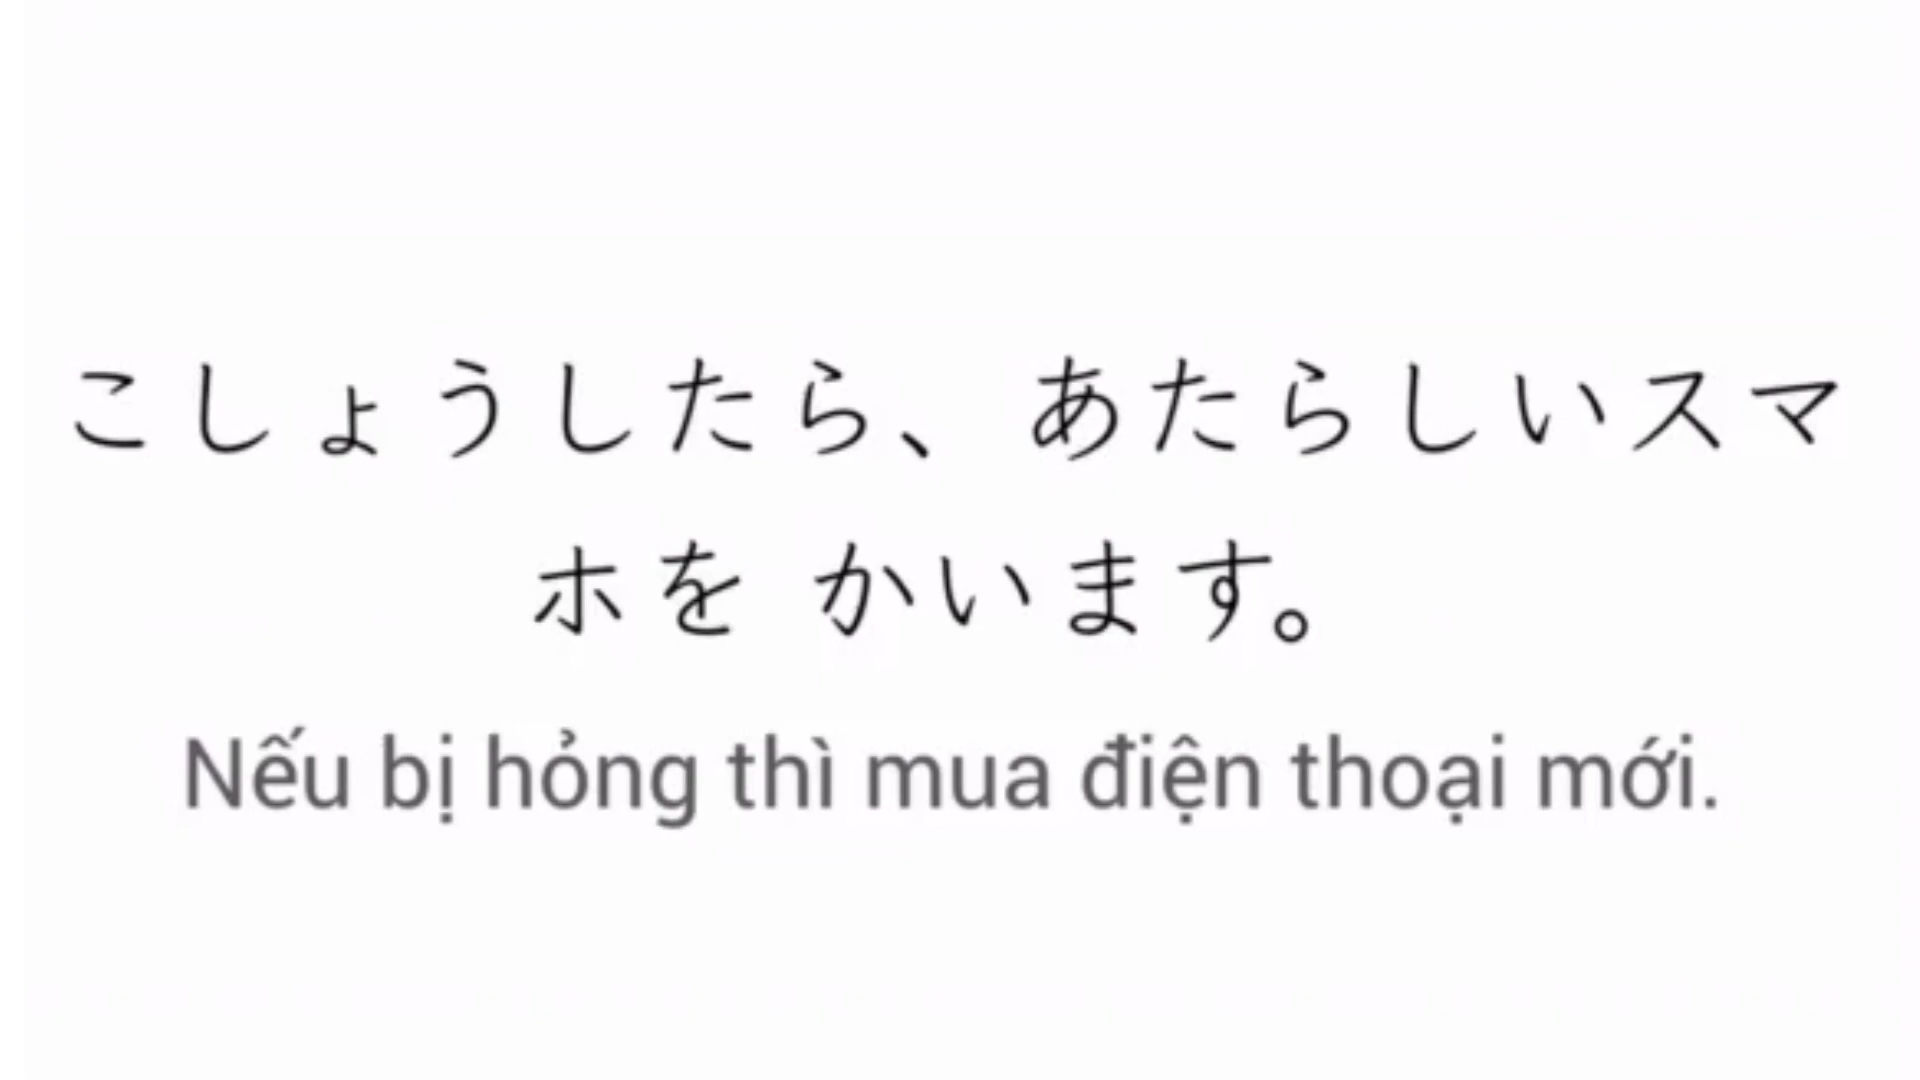 こしょうしたら、あたらしいスマ
ホを かいます。
Nếu bị hỏng thì mua điện thoại mới.